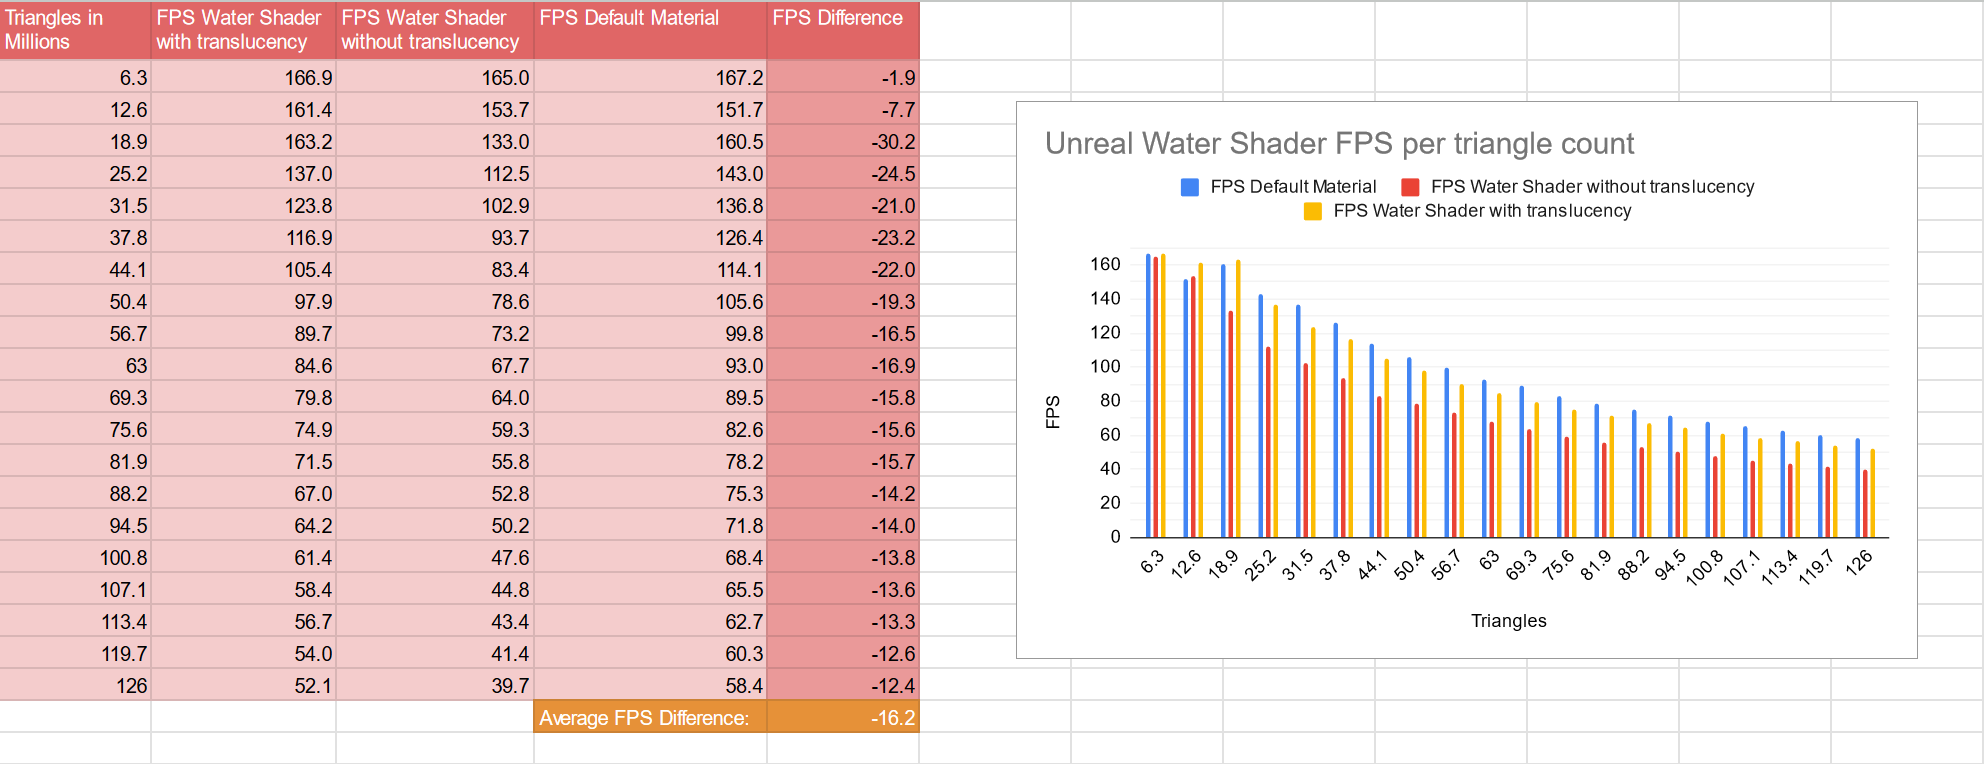 Triangles in Millions | FPS Water Shader with translucency | FPS Water Shader without translucency | FPS Default Material | FPS Difference
6.3 | 166.9 | 165.0 | 167.2 | -1.9
12.6 | 161.4 | 153.7 | 151.7 | -7.7
18.9 | 163.2 | 133.0 | 160.5 | -30.2
25.2 | 137.0 | 112.5 | 143.0 | -24.5
31.5 | 123.8 | 102.9 | 136.8 | -21.0
37.8 | 116.9 | 93.7 | 126.4 | -23.2
44.1 | 105.4 | 83.4 | 114.1 | -22.0
50.4 | 97.9 | 78.6 | 105.6 | -19.3
56.7 | 89.7 | 73.2 | 99.8 | -16.5
63 | 84.6 | 67.7 | 93.0 | -16.9
69.3 | 79.8 | 64.0 | 89.5 | -15.8
75.6 | 74.9 | 59.3 | 82.6 | -15.6
81.9 | 71.5 | 55.8 | 78.2 | -15.7
88.2 | 67.0 | 52.8 | 75.3 | -14.2
94.5 | 64.2 | 50.2 | 71.8 | -14.0
100.8 | 61.4 | 47.6 | 68.4 | -13.8
107.1 | 58.4 | 44.8 | 65.5 | -13.6
113.4 | 56.7 | 43.4 | 62.7 | -13.3
119.7 | 54.0 | 41.4 | 60.3 | -12.6
126 | 52.1 | 39.7 | 58.4 | -12.4
Average FPS Difference: | -16.2
Unreal Water Shader FPS per triangle count
FPS Default Material FPS Water Shader without translucency
FPS Water Shader with translucency
FPS
160
140
120
100
80
60
40
20
0
6.3 12.6 18.9 25.2 31.5 37.8 44.1 50.4 56.7 63 69.3 75.6 81.9 88.2 94.5 100.8 107.1 113.4 119.7 126
Triangles